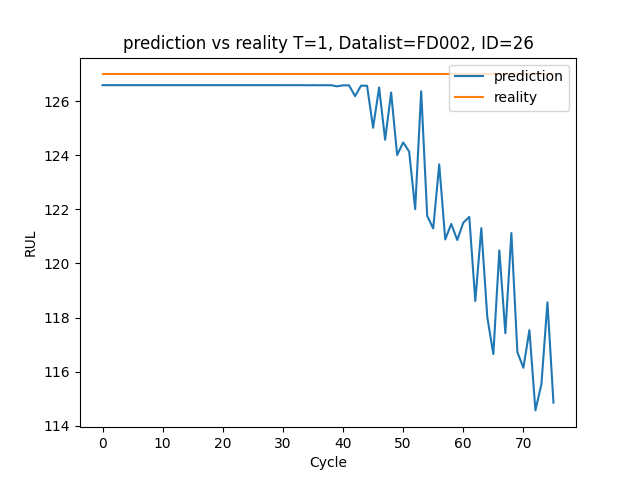 prediction vs reality T=1, Datalist=FD002, ID=26
prediction
reality
RUL
126
124
122
120
118
116
114
0 10 20 30 40 50 60 70
Cycle